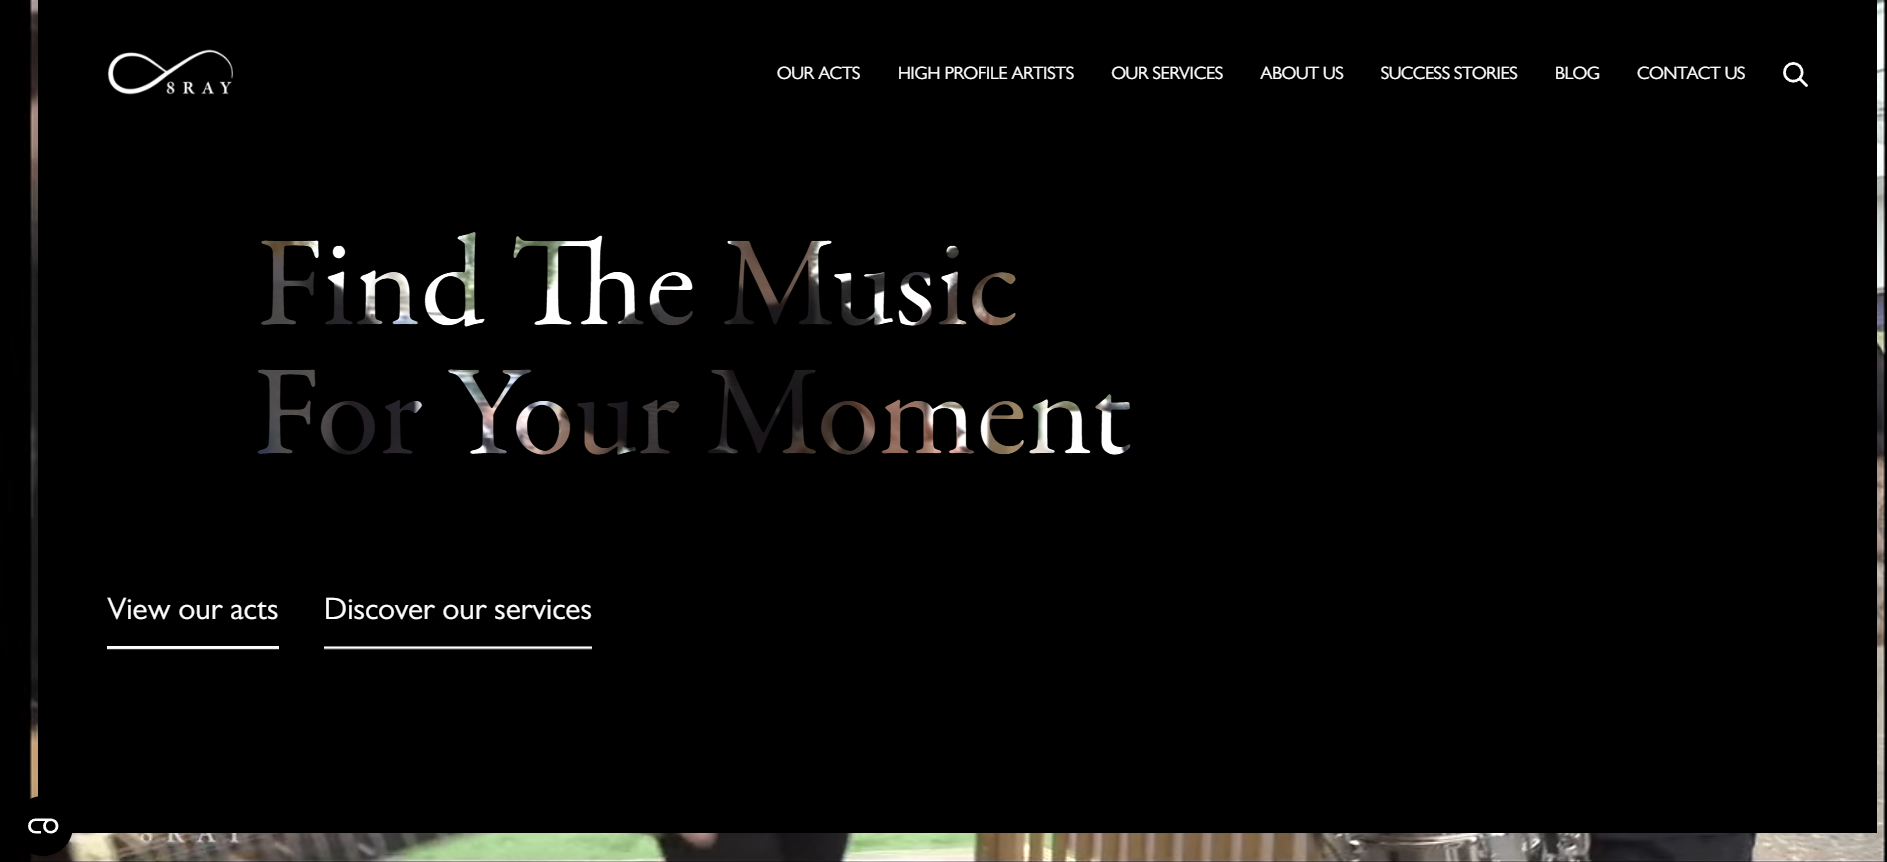 8RAY
OUR ACTS HIGH PROFILE ARTISTS OUR SERVICES ABOUT US SUCCESS STORIES BLOG CONTACT US
Find The Music
For Your Moment
View our acts Discover our services
8RAY